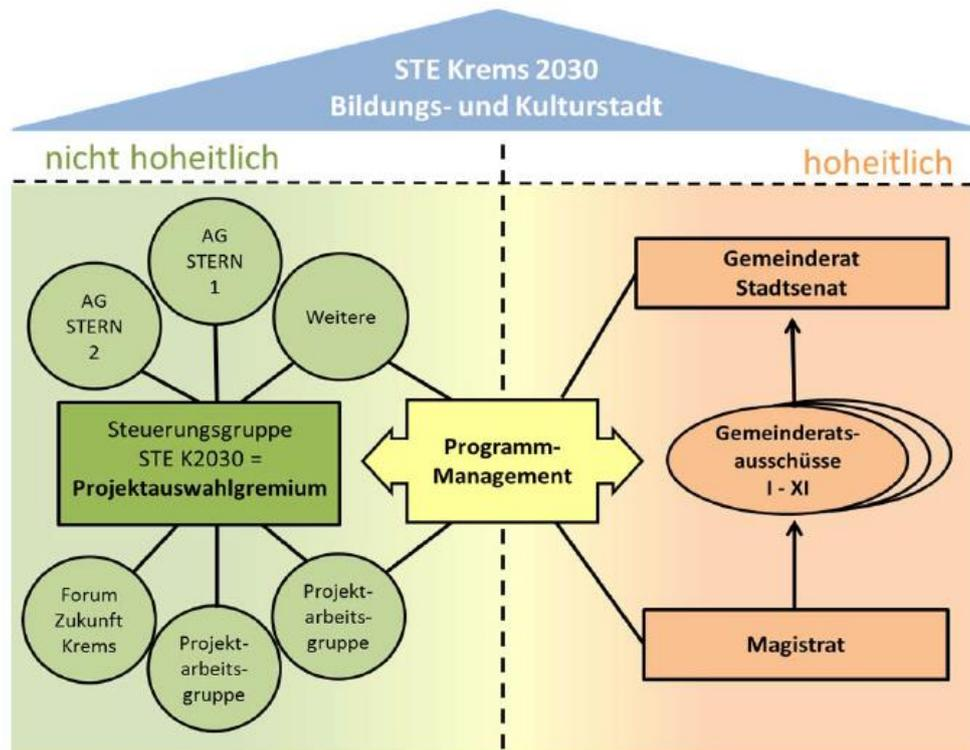 STE Krems 2030
Bildungs- und Kulturstadt
nicht hoheitlich
hoheitlich
AG
STERN
1
AG
STERN
2
Weitere
Steuerungsgruppe
STE K2030 =
Projektauswahlgremium
Forum
Zukunft
Krems
Projekt-
arbeits-
gruppe
Projekt-
arbeits-
gruppe
Programm-
Management
Gemeinderat
Stadtsenat
Gemeinderats-
ausschüsse
I - XI
Magistrat